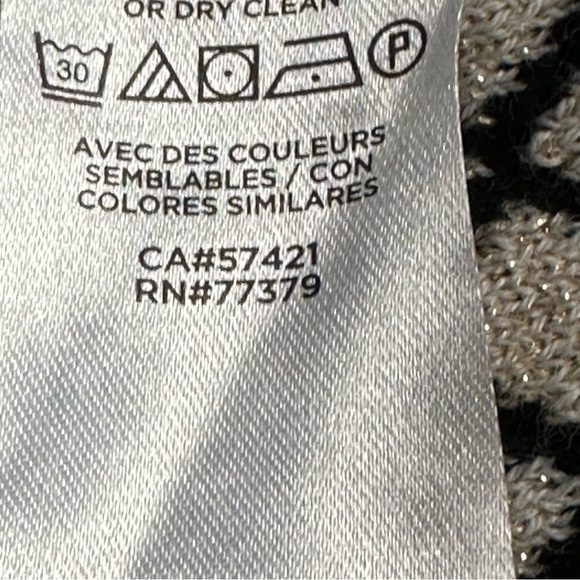 OR DRY CLEAN
30 P
AVEC DES COULEURS
SEMBLABLES / CON
COLORES SIMILARES
CA#57421
RN#77379